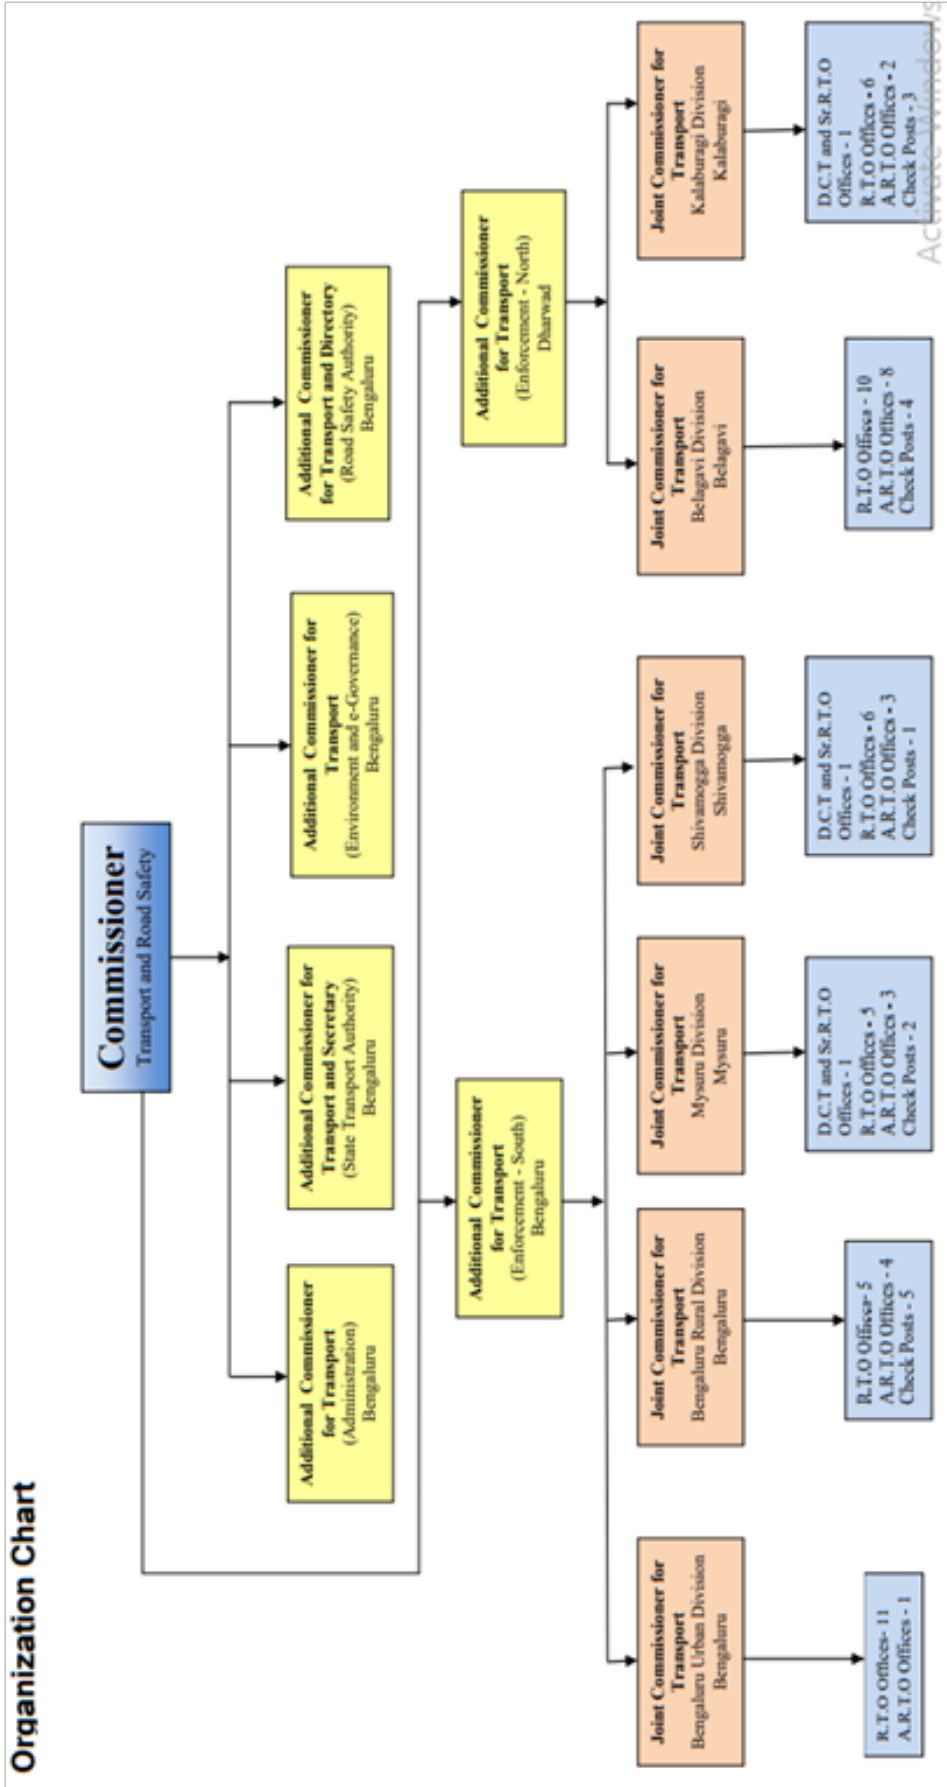 Organization Chart
Commissioner
Transport and Road Safety
Additional Commissioner
for Transport
(Administration)
Bengaluru
Additional Commissioner for
Transport and Secretary
(State Transport Authority)
Bengaluru
Additional Commissioner for
Transport
(Environment and e-Governance)
Bengaluru
Additional Commissioner
for Transport and Directory
(Road Safety Authority)
Bengaluru
Additional Commissioner
for Transport
(Enforcement - South)
Bengaluru
Additional Commissioner
for Transport
(Enforcement - North)
Dharwad
Joint Commissioner for
Transport
Bengaluru Urban Division
Bengaluru
Joint Commissioner for
Transport
Bengaluru Rural Division
Bengaluru
Joint Commissioner for
Transport
Mysuru Division
Mysuru
Joint Commissioner for
Transport
Shivamogga Division
Shivamogga
Joint Commissioner for
Transport
Belagavi Division
Belagavi
Joint Commissioner for
Transport
Kalaburagi Division
Kalaburagi
R.T.O Offices- 11
A.R.T.O Offices - 1
R.T.O Offices- 5
A.R.T.O Offices - 4
Check Posts - 5
D.C.T and Sr.R.T.O
Offices - 1
R.T.O Offices - 5
A.R.T.O Offices - 3
Check Posts - 2
D.C.T and Sr.R.T.O
Offices - 1
R.T.O Offices - 6
A.R.T.O Offices - 3
Check Posts - 1
R.T.O Offices - 10
A.R.T.O Offices - 8
Check Posts - 4
D.C.T and Sr.R.T.O
Offices - 1
R.T.O Offices - 6
A.R.T.O Offices - 2
Check Posts - 3
Activate Windows